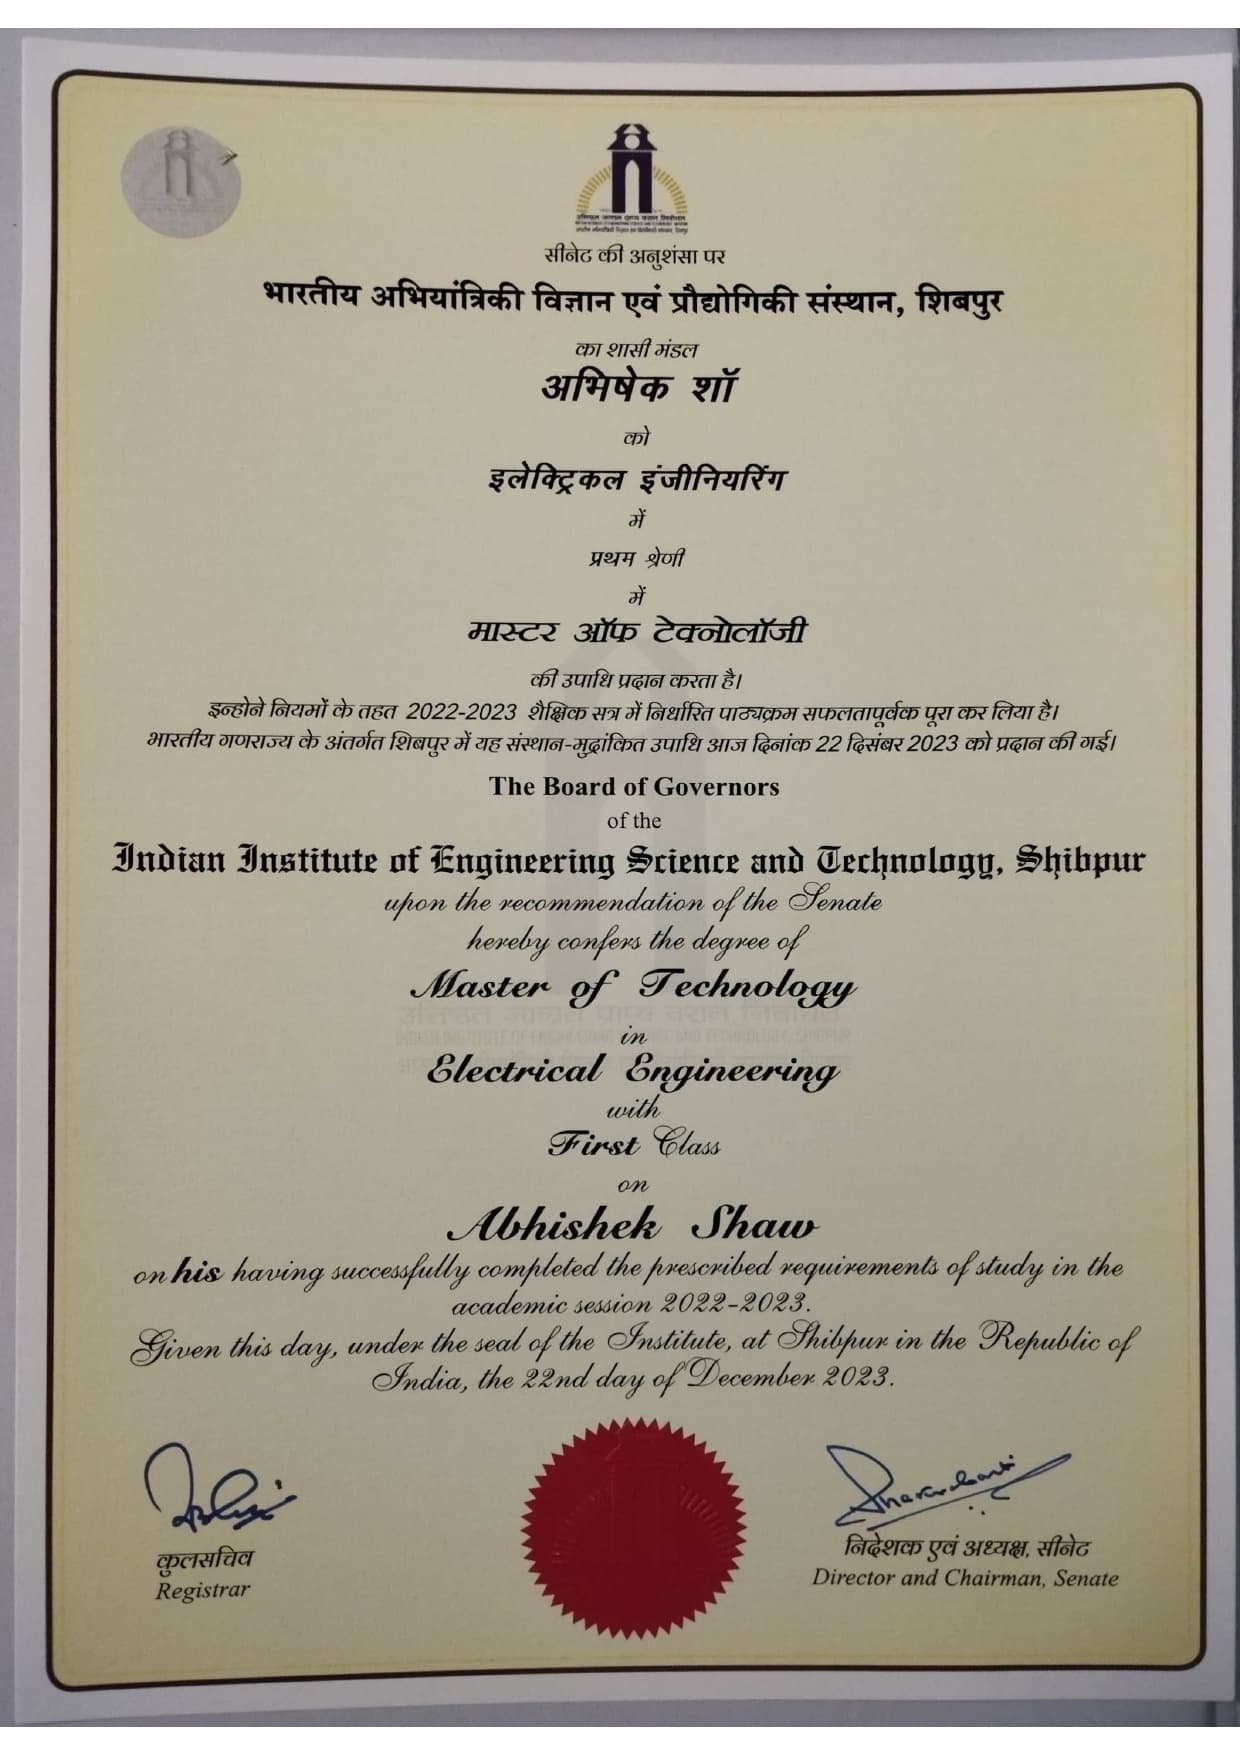 सीनेट की अनुशंसा पर
भारतीय अभियांत्रिकी विज्ञान एवं प्रौद्योगिकी संस्थान, शिबपुर
का शासी मंडल
अभिषेक शॉ
को
इलेक्ट्रिकल इंजीनियरिंग
में
प्रथम श्रेणी
में
मास्टर ऑफ टेक्नोलॉजी
की उपाधि प्रदान करता है।
इन्होने नियमों के तहत 2022-2023 शैक्षिक सत्र में निर्धारित पाठ्यक्रम सफलतापूर्वक पूरा कर लिया है।
भारतीय गणराज्य के अंतर्गत शिबपुर में यह संस्थान-मुद्रांकित उपाधि आज दिनांक 22 दिसंबर 2023 को प्रदान की गई।
The Board of Governors
of the
Indian Institute of Engineering Science and Technology, Shibpur
upon the recommendation of the Senate
hereby confers the degree of
Master of Technology
in
Electrical Engineering
with
First Class
on
Abhishek Shaw
on his having successfully completed the prescribed requirements of study in the
academic session 2022-2023.
Given this day, under the seal of the Institute, at Shibpur in the Republic of
India, the 22nd day of December 2023.
कुलसचिव
Registrar
निदेशक एवं अध्यक्ष, सीनेट
Director and Chairman, Senate